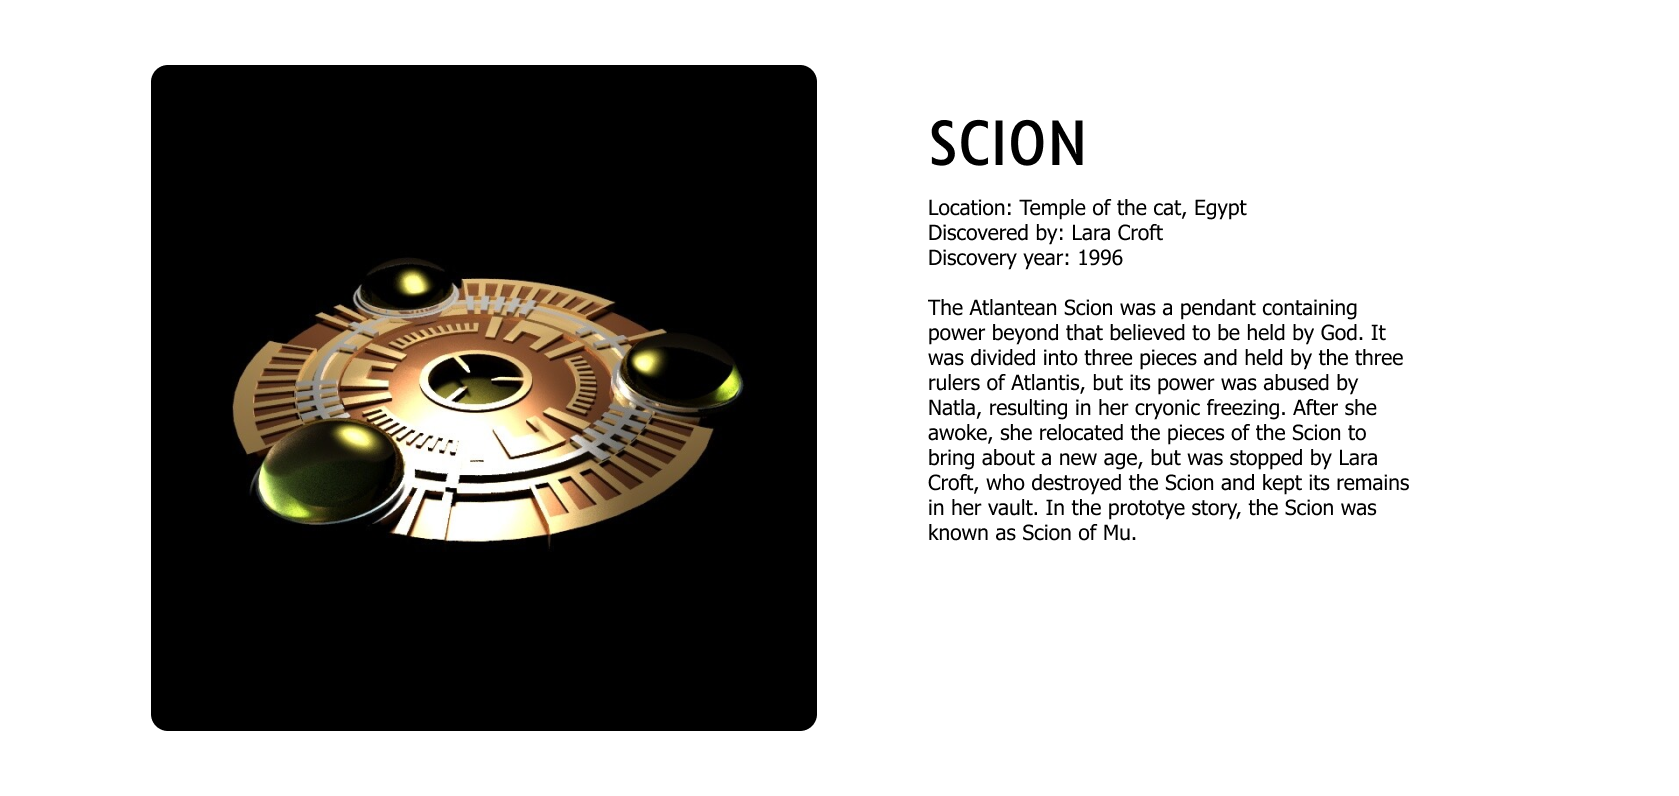 SCION
Location: Temple of the cat, Egypt
Discovered by: Lara Croft
Discovery year: 1996
The Atlantean Scion was a pendant containing
power beyond that believed to be held by God. It
was divided into three pieces and held by the three
rulers of Atlantis, but its power was abused by
Natla, resulting in her cryonic freezing. After she
awoke, she relocated the pieces of the Scion to
bring about a new age, but was stopped by Lara
Croft, who destroyed the Scion and kept its remains
in her vault. In the prototye story, the Scion was
known as Scion of Mu.